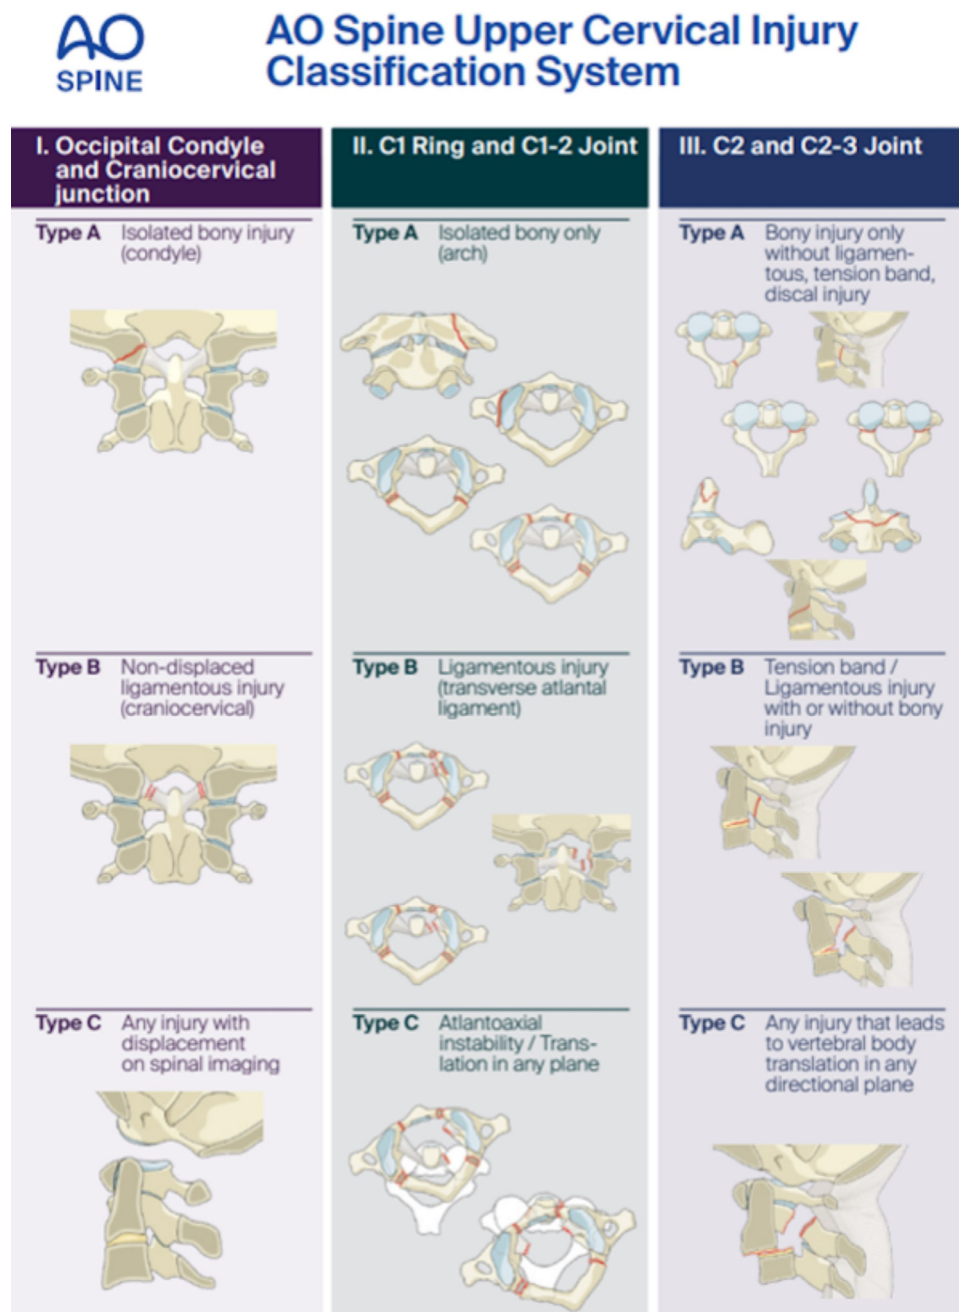 AO
SPINE
AO Spine Upper Cervical Injury
Classification System
I. Occipital Condyle
and Craniocervical
junction
Type A Isolated bony injury
(condyle)
Type B Non-displaced
ligamentous injury
(craniocervical)
Type C Any injury with
displacement
on spinal imaging
II. C1 Ring and C1-2 Joint
Type A Isolated bony only
(arch)
Type B Ligamentous injury
(transverse atlantal
ligament)
Type C Atlantoaxial
instability / Trans-
lation in any plane
III. C2 and C2-3 Joint
Type A Bony injury only
without ligamen-
tous, tension band,
discal injury
Type B Tension band /
Ligamentous injury
with or without bony
injury
Type C Any injury that leads
to vertebral body
translation in any
directional plane